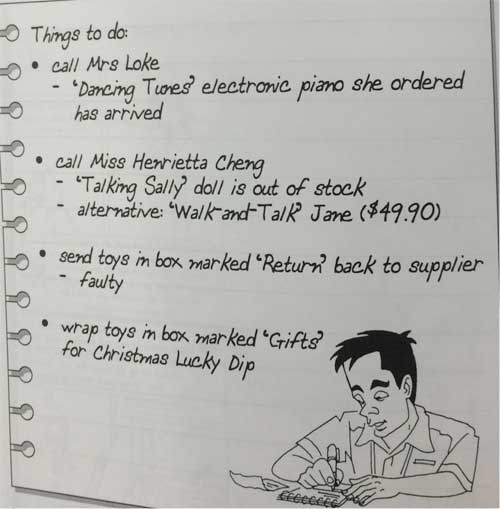 Things to do:
• call Mrs Loke
- 'Dancing Tunes' electronic piano she ordered
has arrived
• call Miss Henrietta Cheng
- 'Talking Sally' doll is out of stock
- alternative: 'Walk-and-Talk' Jane ($49.90)
• send toys in box marked 'Return' back to supplier
- faulty
• wrap toys in box marked 'Gifts'
for Christmas Lucky Dip